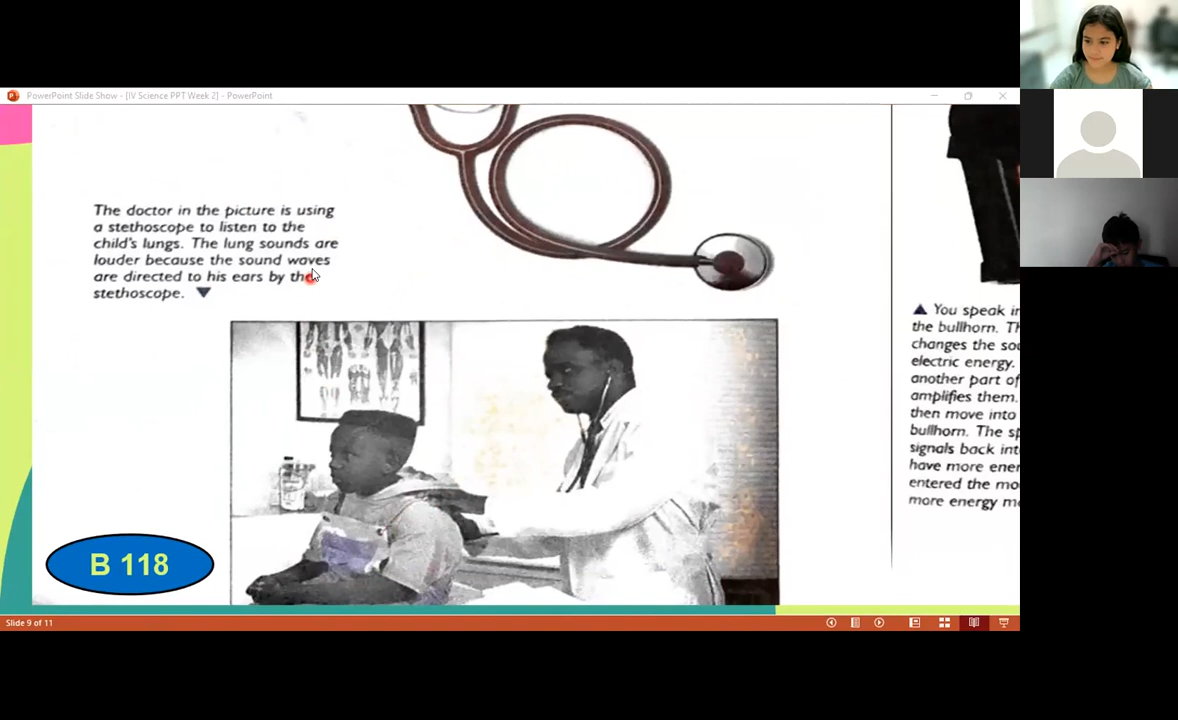 PowerPoint Slide Show - [IV Science PPT Week 2] - PowerPoint
The doctor in the picture is using
a stethoscope to listen to the
child's lungs. The lung sounds are
louder because the sound waves
are directed to his ears by the
stethoscope. ▼
B 118
▲ You speak in
the bullhorn.
changes the
electric energy.
another part of
amplifies them.
then move into
bullhorn. The
signals back
have more
entered the
more energy
Slide 9 of 11